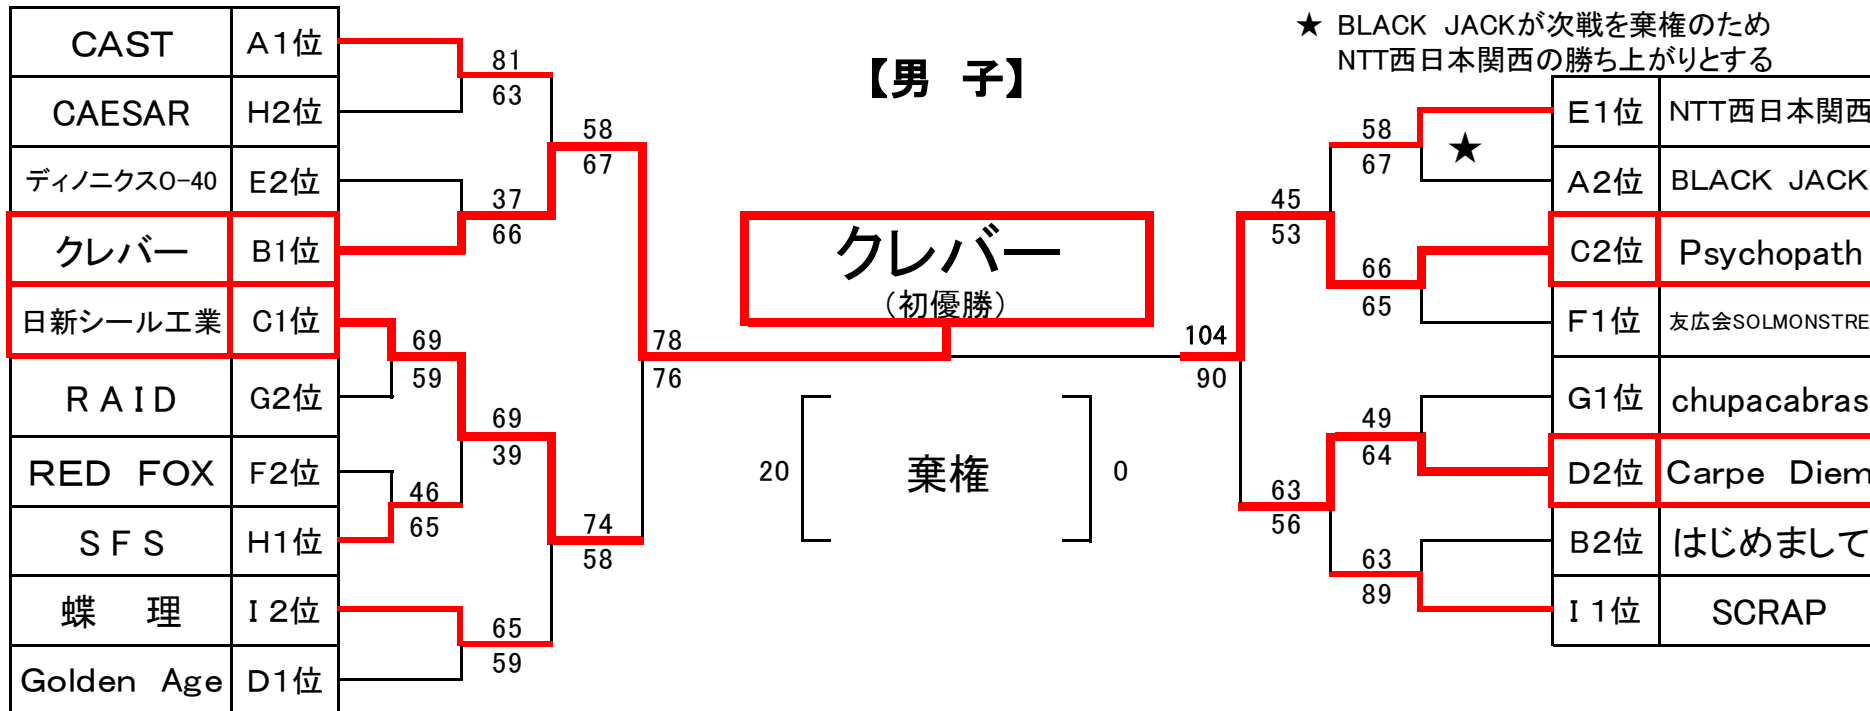 ★ BLACK JACKが次戦を棄権のため
NTT西日本関西の勝ち上がりとする
【男 子】
CAST A1位
CAESAR H2位
ディノニクスO-40 E2位
クレバー B1位
日新シール工業 C1位
RAID G2位
RED FOX F2位
SFS H1位
蝶 理 I2位
Golden Age D1位
81
63
37
66
69
59
46
65
65
59
58
67
69
39
74
58
78
76
クレバー
(初優勝)
20 棄権 0
104
90
45
53
63
56
58
67
66
65
49
64
63
89
★
E1位 NTT西日本関西
A2位 BLACK JACK
C2位 Psychopath
F1位 友広会SOLMONSTRE
G1位 chupacabras
D2位 Carpe Diem
B2位 はじめまして
I1位 SCRAP